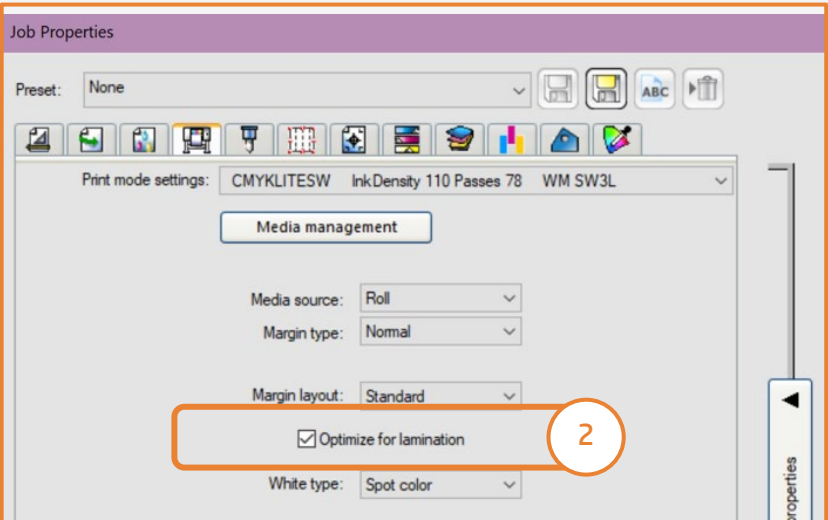 Job Properties
Preset: None
ABC
Print mode settings: CMYKLITESW InkDensity 110 Passes 78 WM SW3L
Media management
Media source: Roll
Margin type: Normal
Margin layout: Standard
Optimize for lamination
2
White type: Spot color
roperties